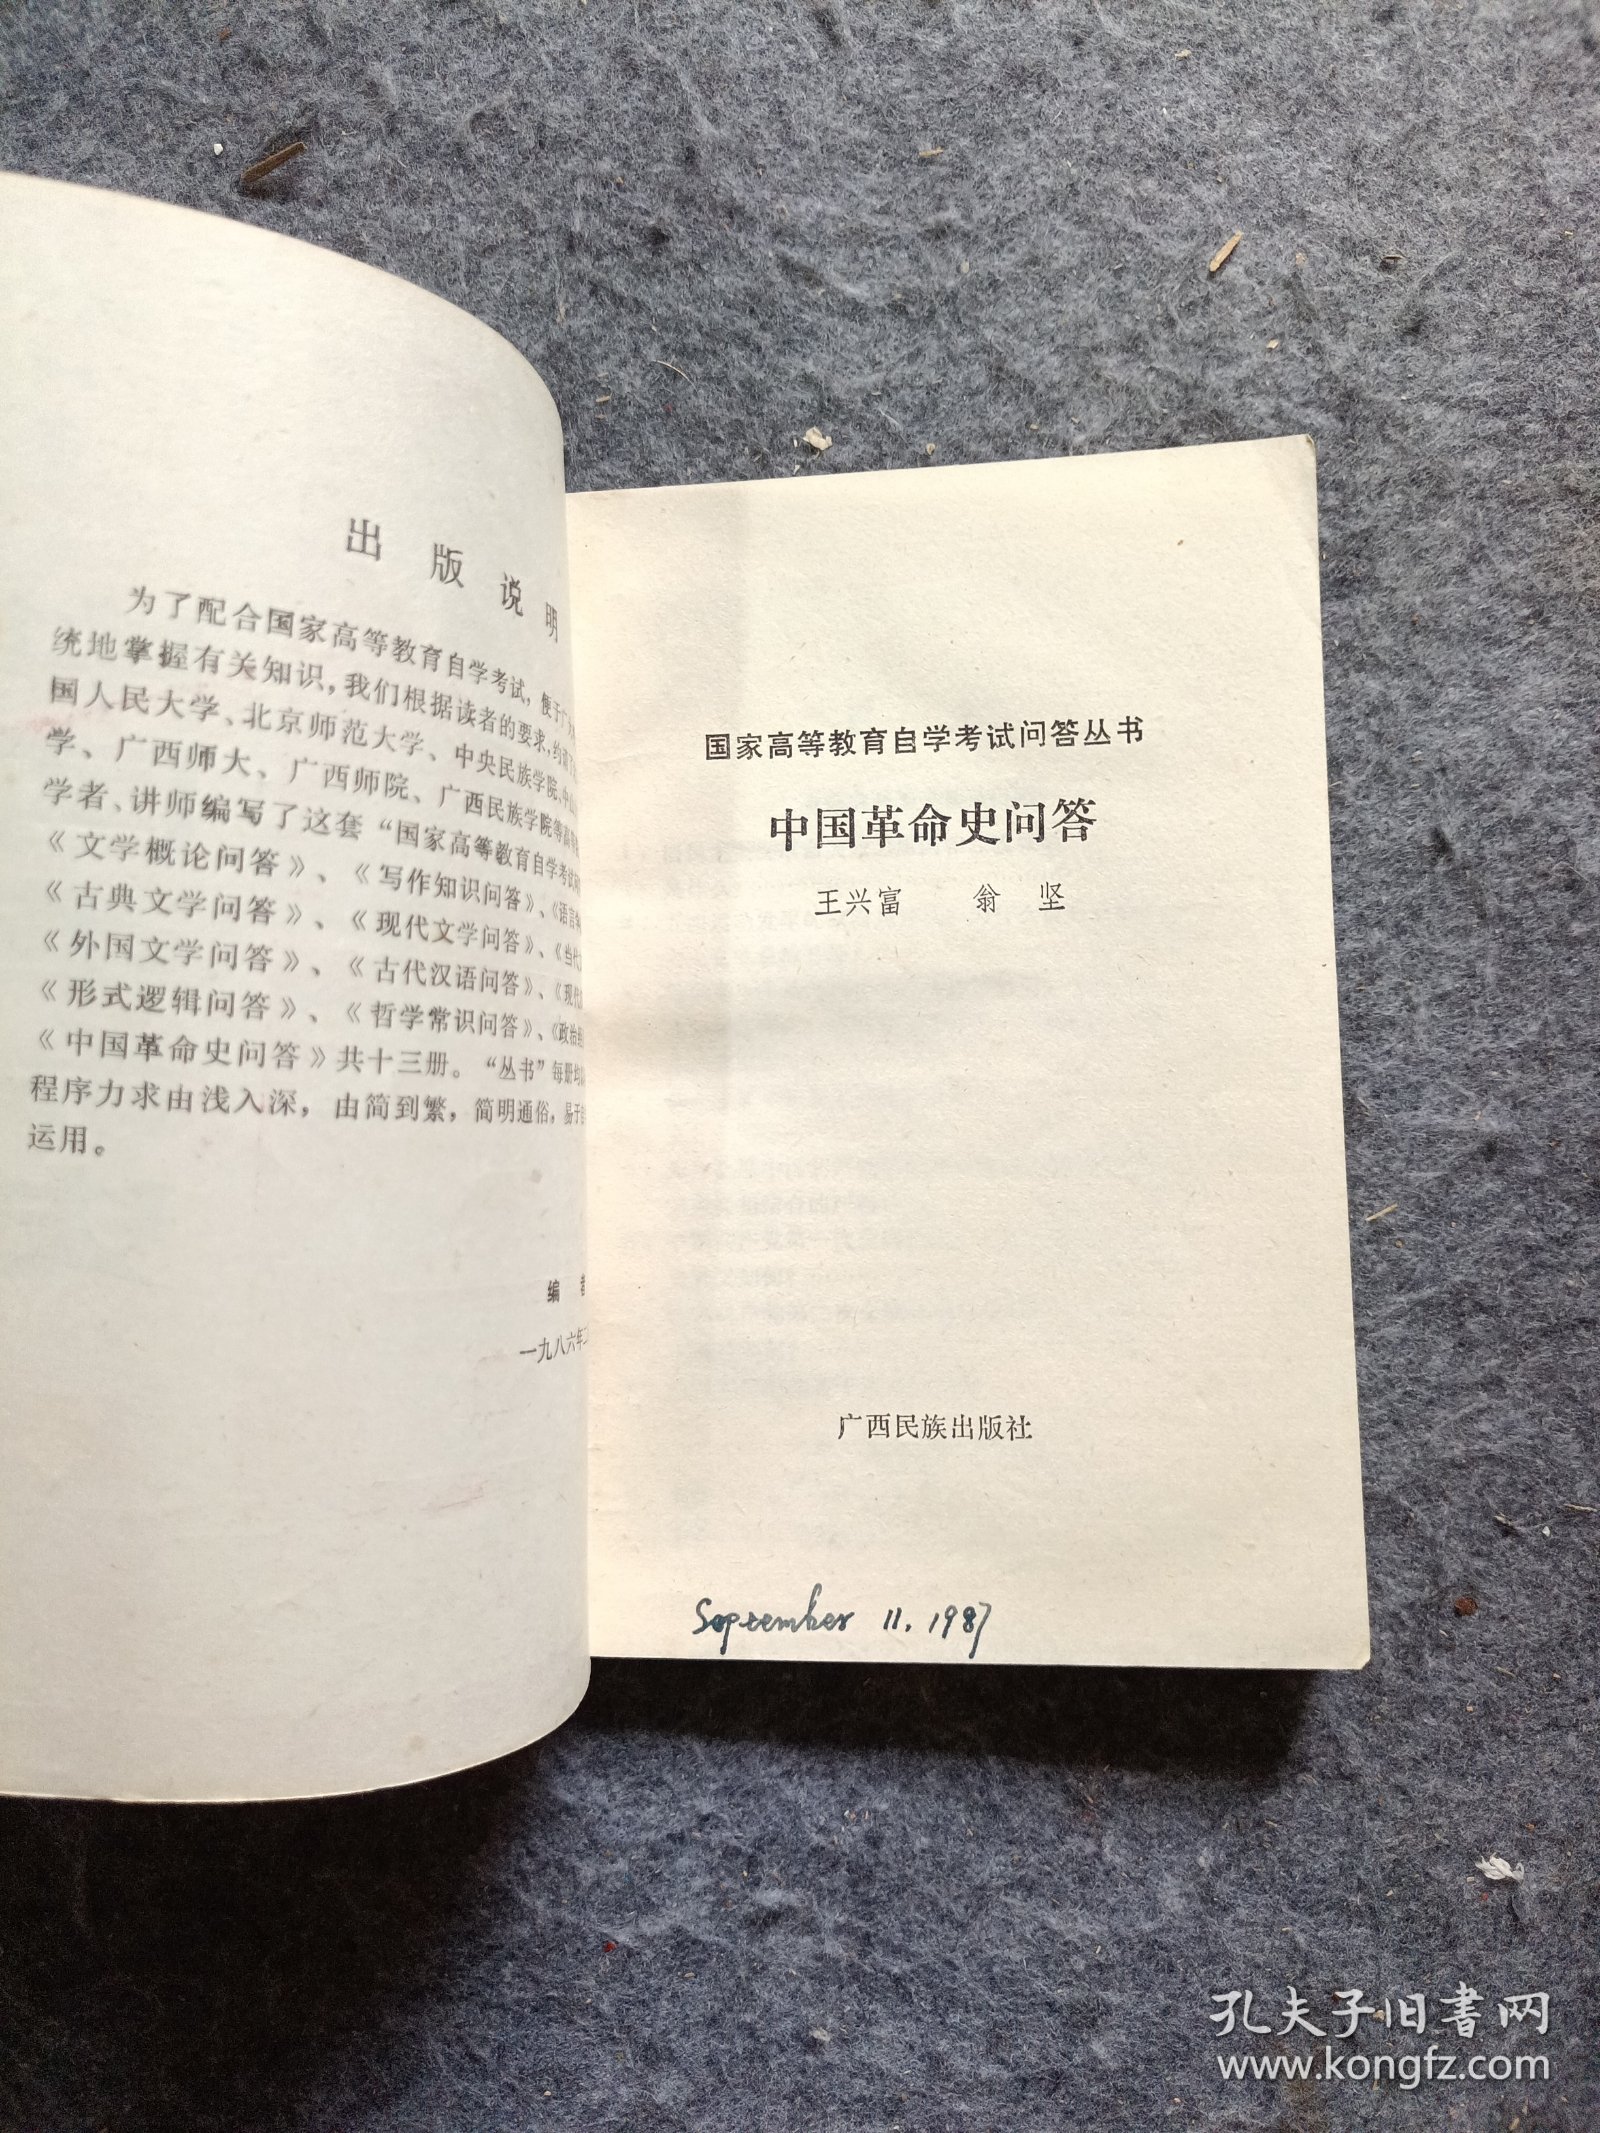 出版说明
为了配合国家高等教育自学考试，便于广大
统地掌握有关知识，我们根据读者的要求，约请了
国人民大学、北京师范大学、中央民族学院、中山
学、广西师大、广西师院、广西民族学院等高等
学者、讲师编写了这套“国家高等教育自学考试
《文学概论问答》、《写作知识问答》、《语言
《古典文学问答》、《现代文学问答》、《当代
《外国文学问答》、《古代汉语问答》、《现代
《形式逻辑问答》、《哲学常识问答》、《政治经
《中国革命史问答》共十三册。“丛书”每册均
程序力求由浅入深，由简到繁，简明通俗，易于
运用。
编者
一九八六年二
国家高等教育自学考试问答丛书
中国革命史问答
王兴富 翁坚
广西民族出版社
September 11, 1987
孔夫子旧书网
www.kongfz.com